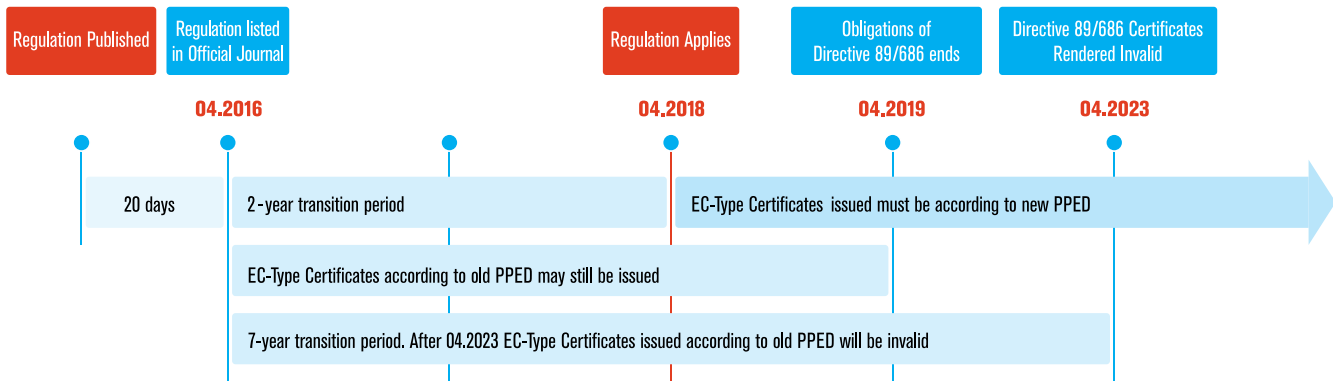 Regulation Published
Regulation listed
in Official Journal
Regulation Applies
Obligations of
Directive 89/686 ends
Directive 89/686 Certificates
Rendered Invalid
04.2016
04.2018
04.2019
04.2023
20 days
2-year transition period
EC-Type Certificates issued must be according to new PPED
EC-Type Certificates according to old PPED may still be issued
7-year transition period. After 04.2023 EC-Type Certificates issued according to old PPED will be invalid